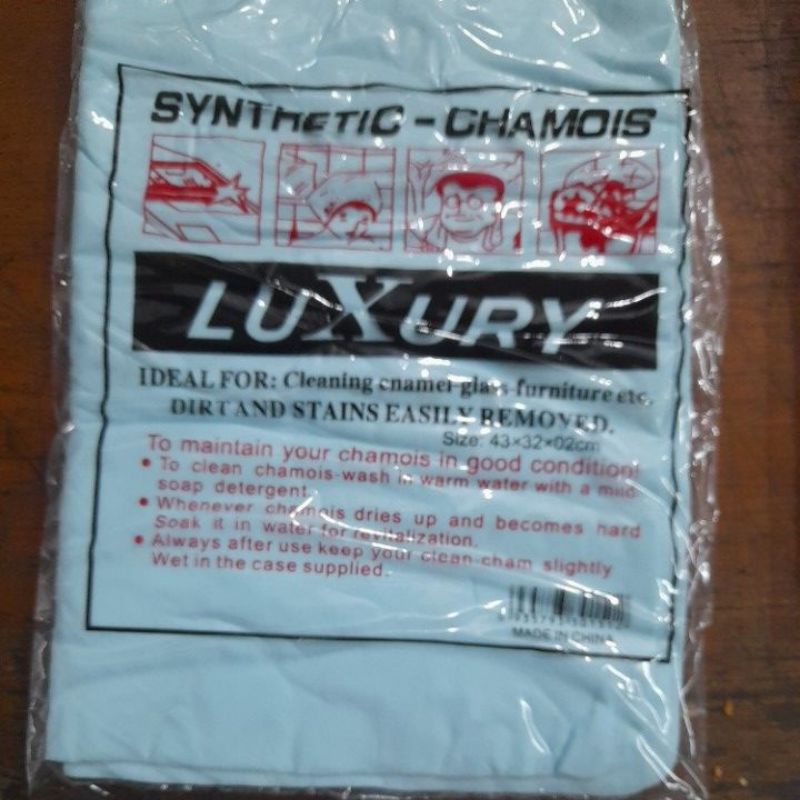 SYNTHETIC - CHAMOIS
LUXURY
IDEAL FOR: Cleaning enamel-glass-furniture etc.
DIRT AND STAINS EASILY REMOVED.
Size: 43×32×02cm
To maintain your chamois in good condition!
• To clean chamois-wash in warm water with a mild
soap detergent.
• Whenever chamois dries up and becomes hard
Soak it in water for revitalization.
• Always after use keep your clean cham slightly
Wet in the case supplied.
MADE IN CHINA